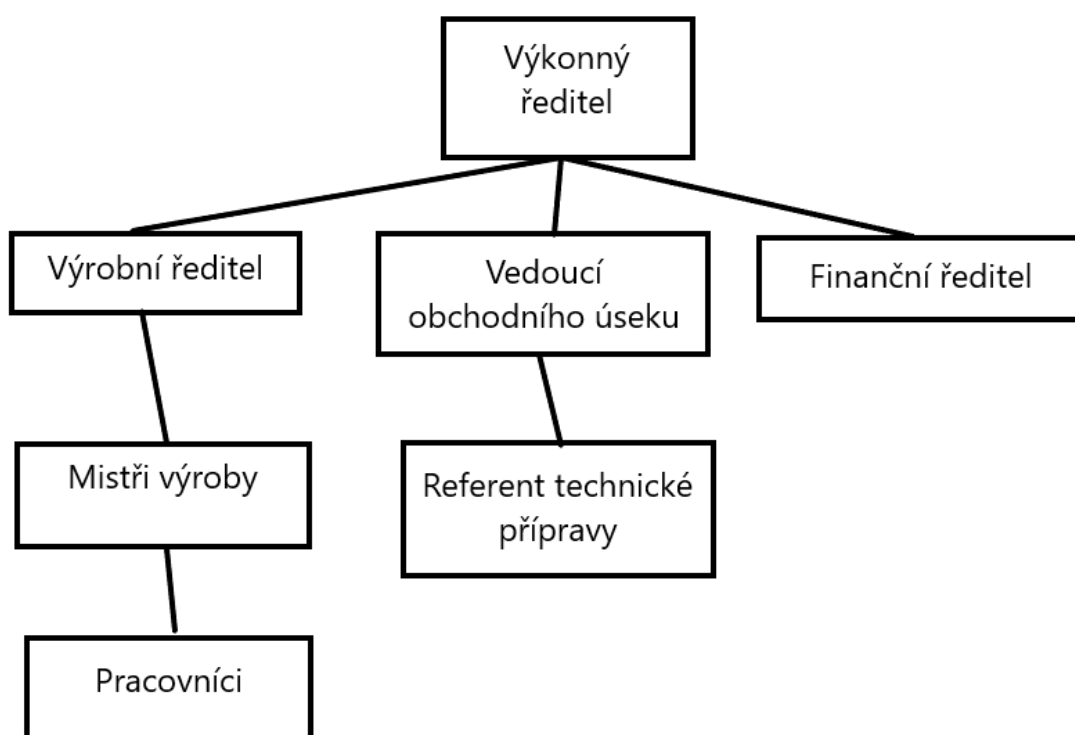 Výkonný
ředitel
Výrobní ředitel
Vedoucí
obchodního úseku
Finanční ředitel
Mistři výroby
Referent technické
přípravy
Pracovníci